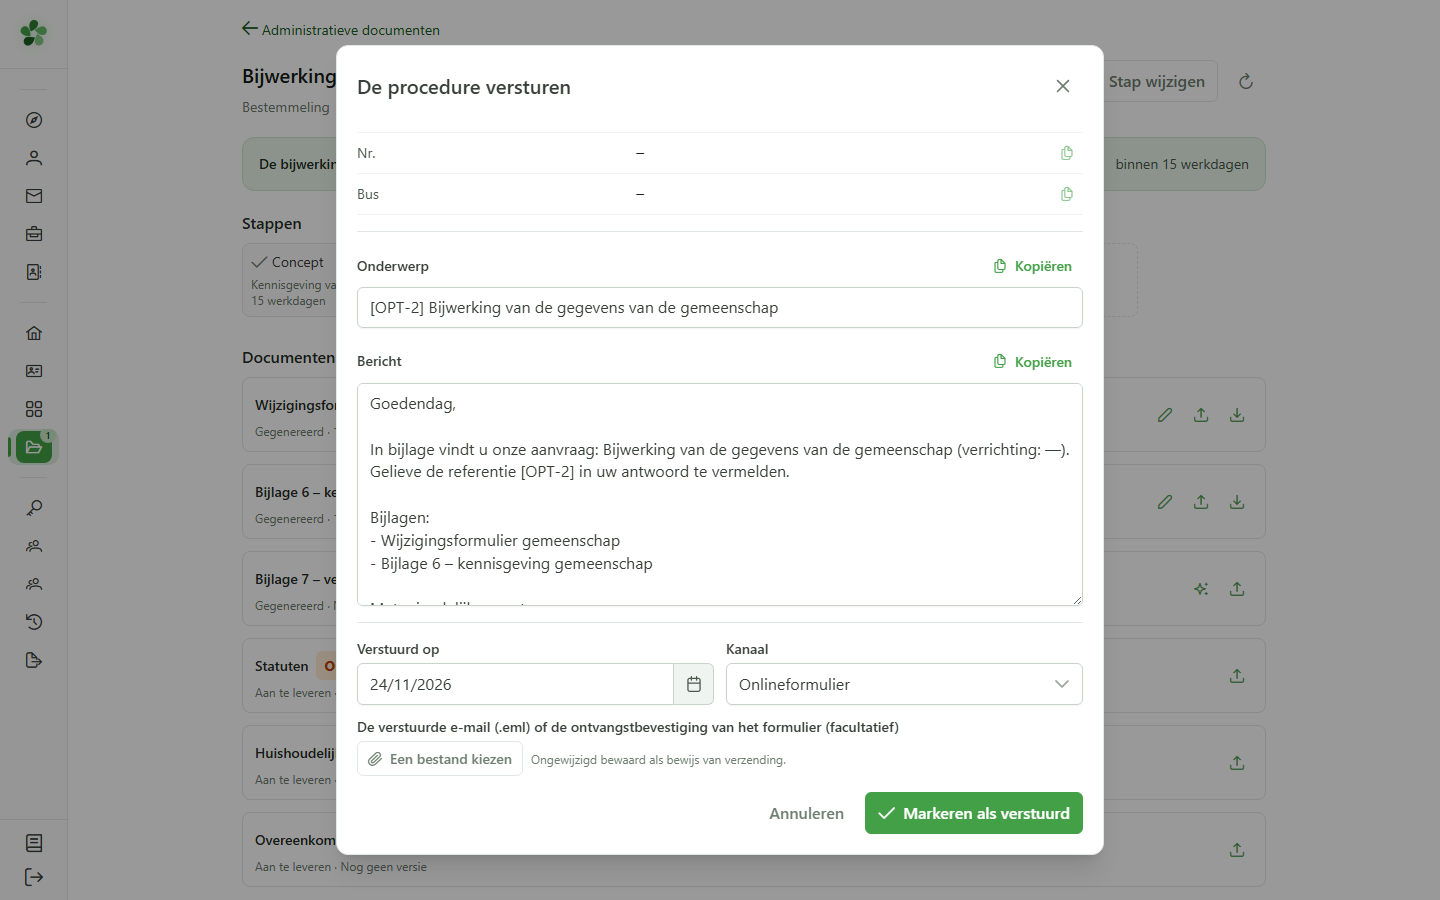 Administratieve documenten
Bijwerking
Bestemmeling
Stap wijzigen
De bijwerkin
binnen 15 werkdagen
Stappen
Concept
Kennisgeving va
15 werkdagen
Documenten
Wijzigingsfor
Gegenereerd ·
Bijlage 6 – ke
Gegenereerd ·
Bijlage 7 – ve
Gegenereerd ·
Statuten
Aan te leveren
Huishoudelij
Aan te leveren
Overeenkom
Aan te leveren · Nog geen versie
1
De procedure versturen
Nr.
–
Bus
–
Onderwerp
Kopiëren
[OPT-2] Bijwerking van de gegevens van de gemeenschap
Bericht
Kopiëren
Goedendag,
In bijlage vindt u onze aanvraag: Bijwerking van de gegevens van de gemeenschap (verrichting: —).
Gelieve de referentie [OPT-2] in uw antwoord te vermelden.
Bijlagen:
- Wijzigingsformulier gemeenschap
- Bijlage 6 – kennisgeving gemeenschap
Verstuurd op
Kanaal
24/11/2026
Onlineformulier
De verstuurde e-mail (.eml) of de ontvangstbevestiging van het formulier (facultatief)
Een bestand kiezen
Ongewijzigd bewaard als bewijs van verzending.
Annuleren
Markeren als verstuurd